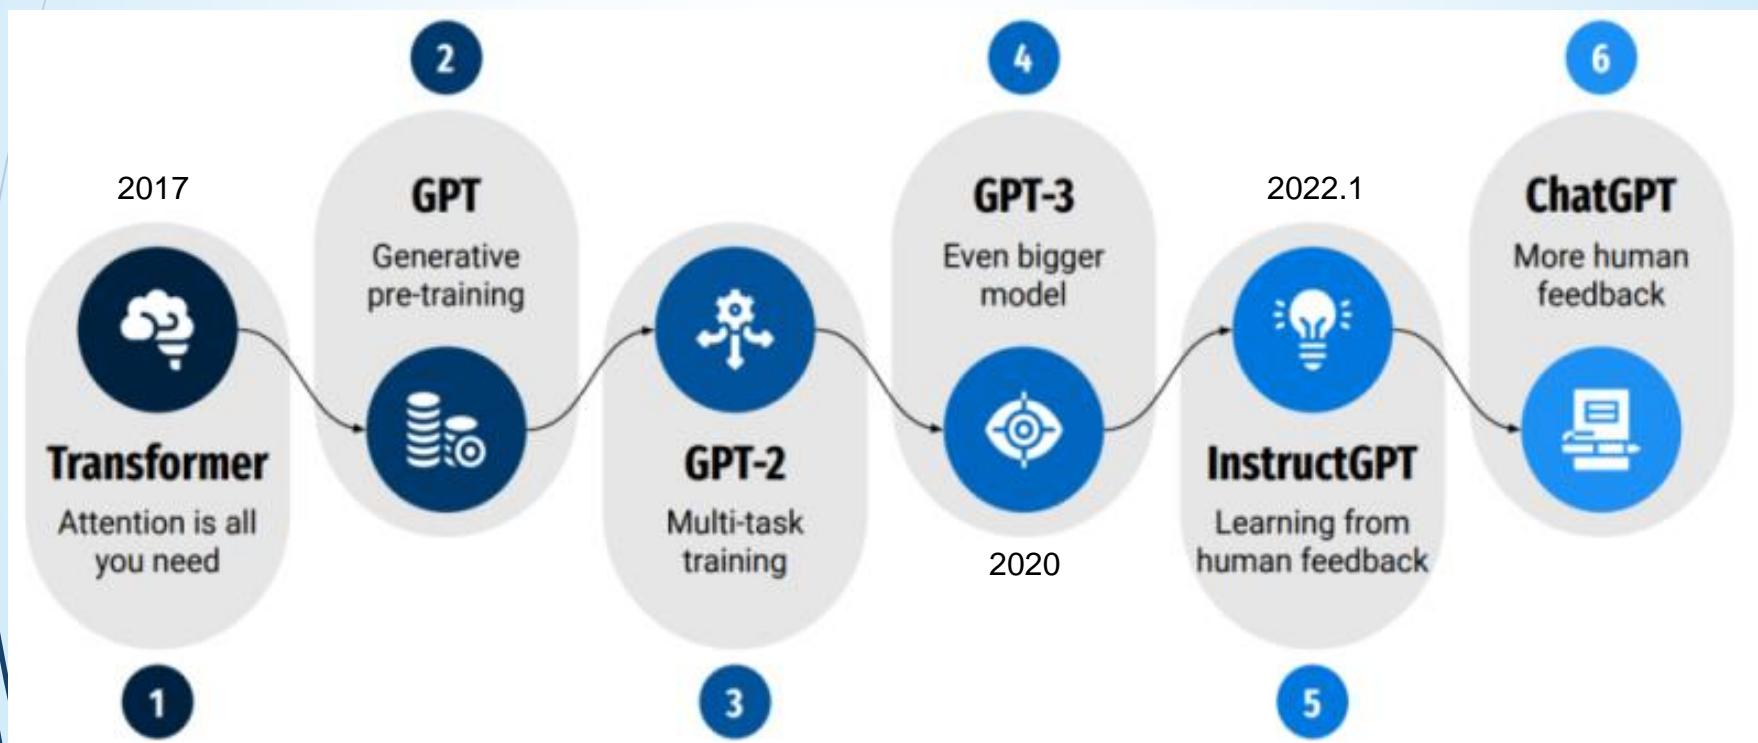 1
2017
Transformer
Attention is all
you need
2
GPT
Generative
pre-training
3
GPT-2
Multi-task
training
4
GPT-3
Even bigger
model
2020
5
2022.1
InstructGPT
Learning from
human feedback
6
ChatGPT
More human
feedback